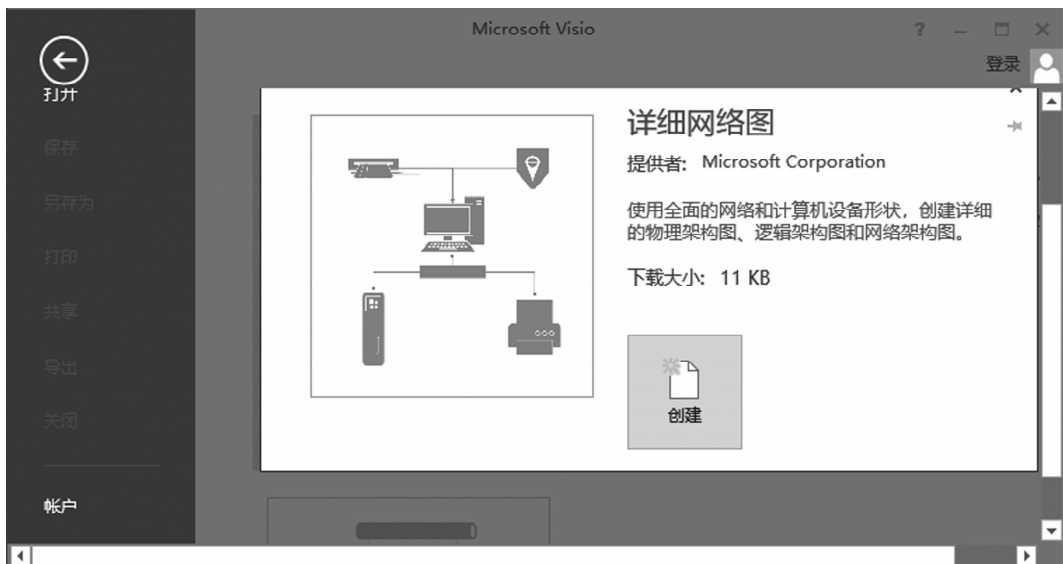 Microsoft Visio
?
登录
打开
保存
另存为
打印
共享
导出
关闭
帐户
详细网络图
提供者: Microsoft Corporation
使用全面的网络和计算机设备形状，创建详细
的物理架构图、逻辑架构图和网络架构图。
下载大小: 11 KB
创建